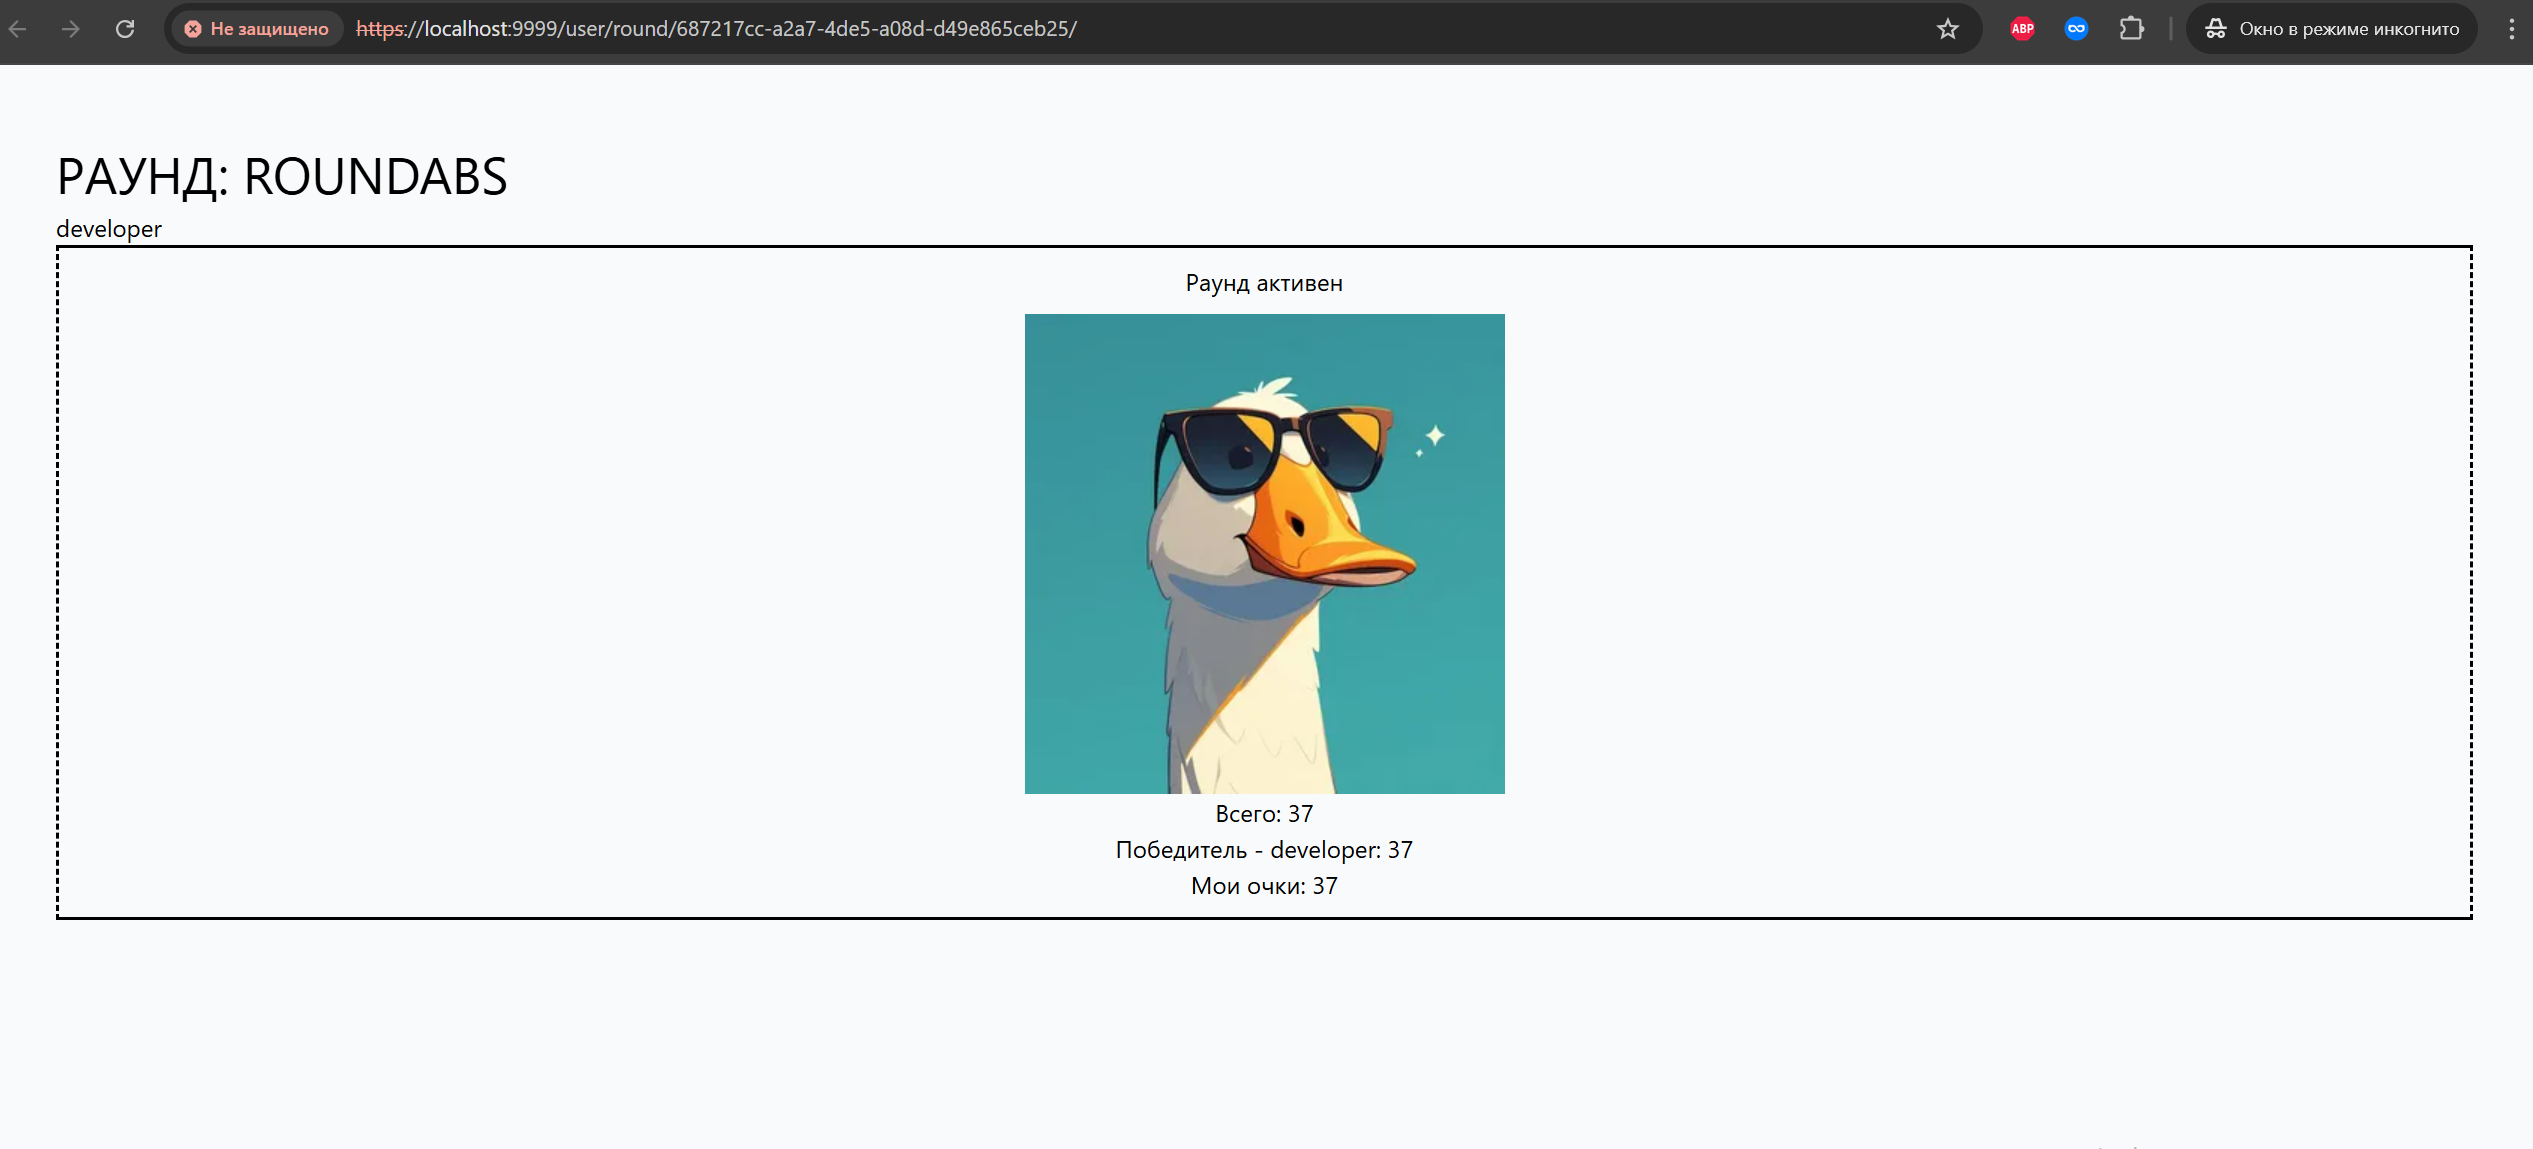 Не защищено https://localhost:9999/user/round/687217cc-a2a7-4de5-a08d-d49e865ceb25/ ABP Окно в режиме инкогнито
РАУНД: ROUNDABS
developer
Раунд активен
Всего: 37
Победитель - developer: 37
Мои очки: 37